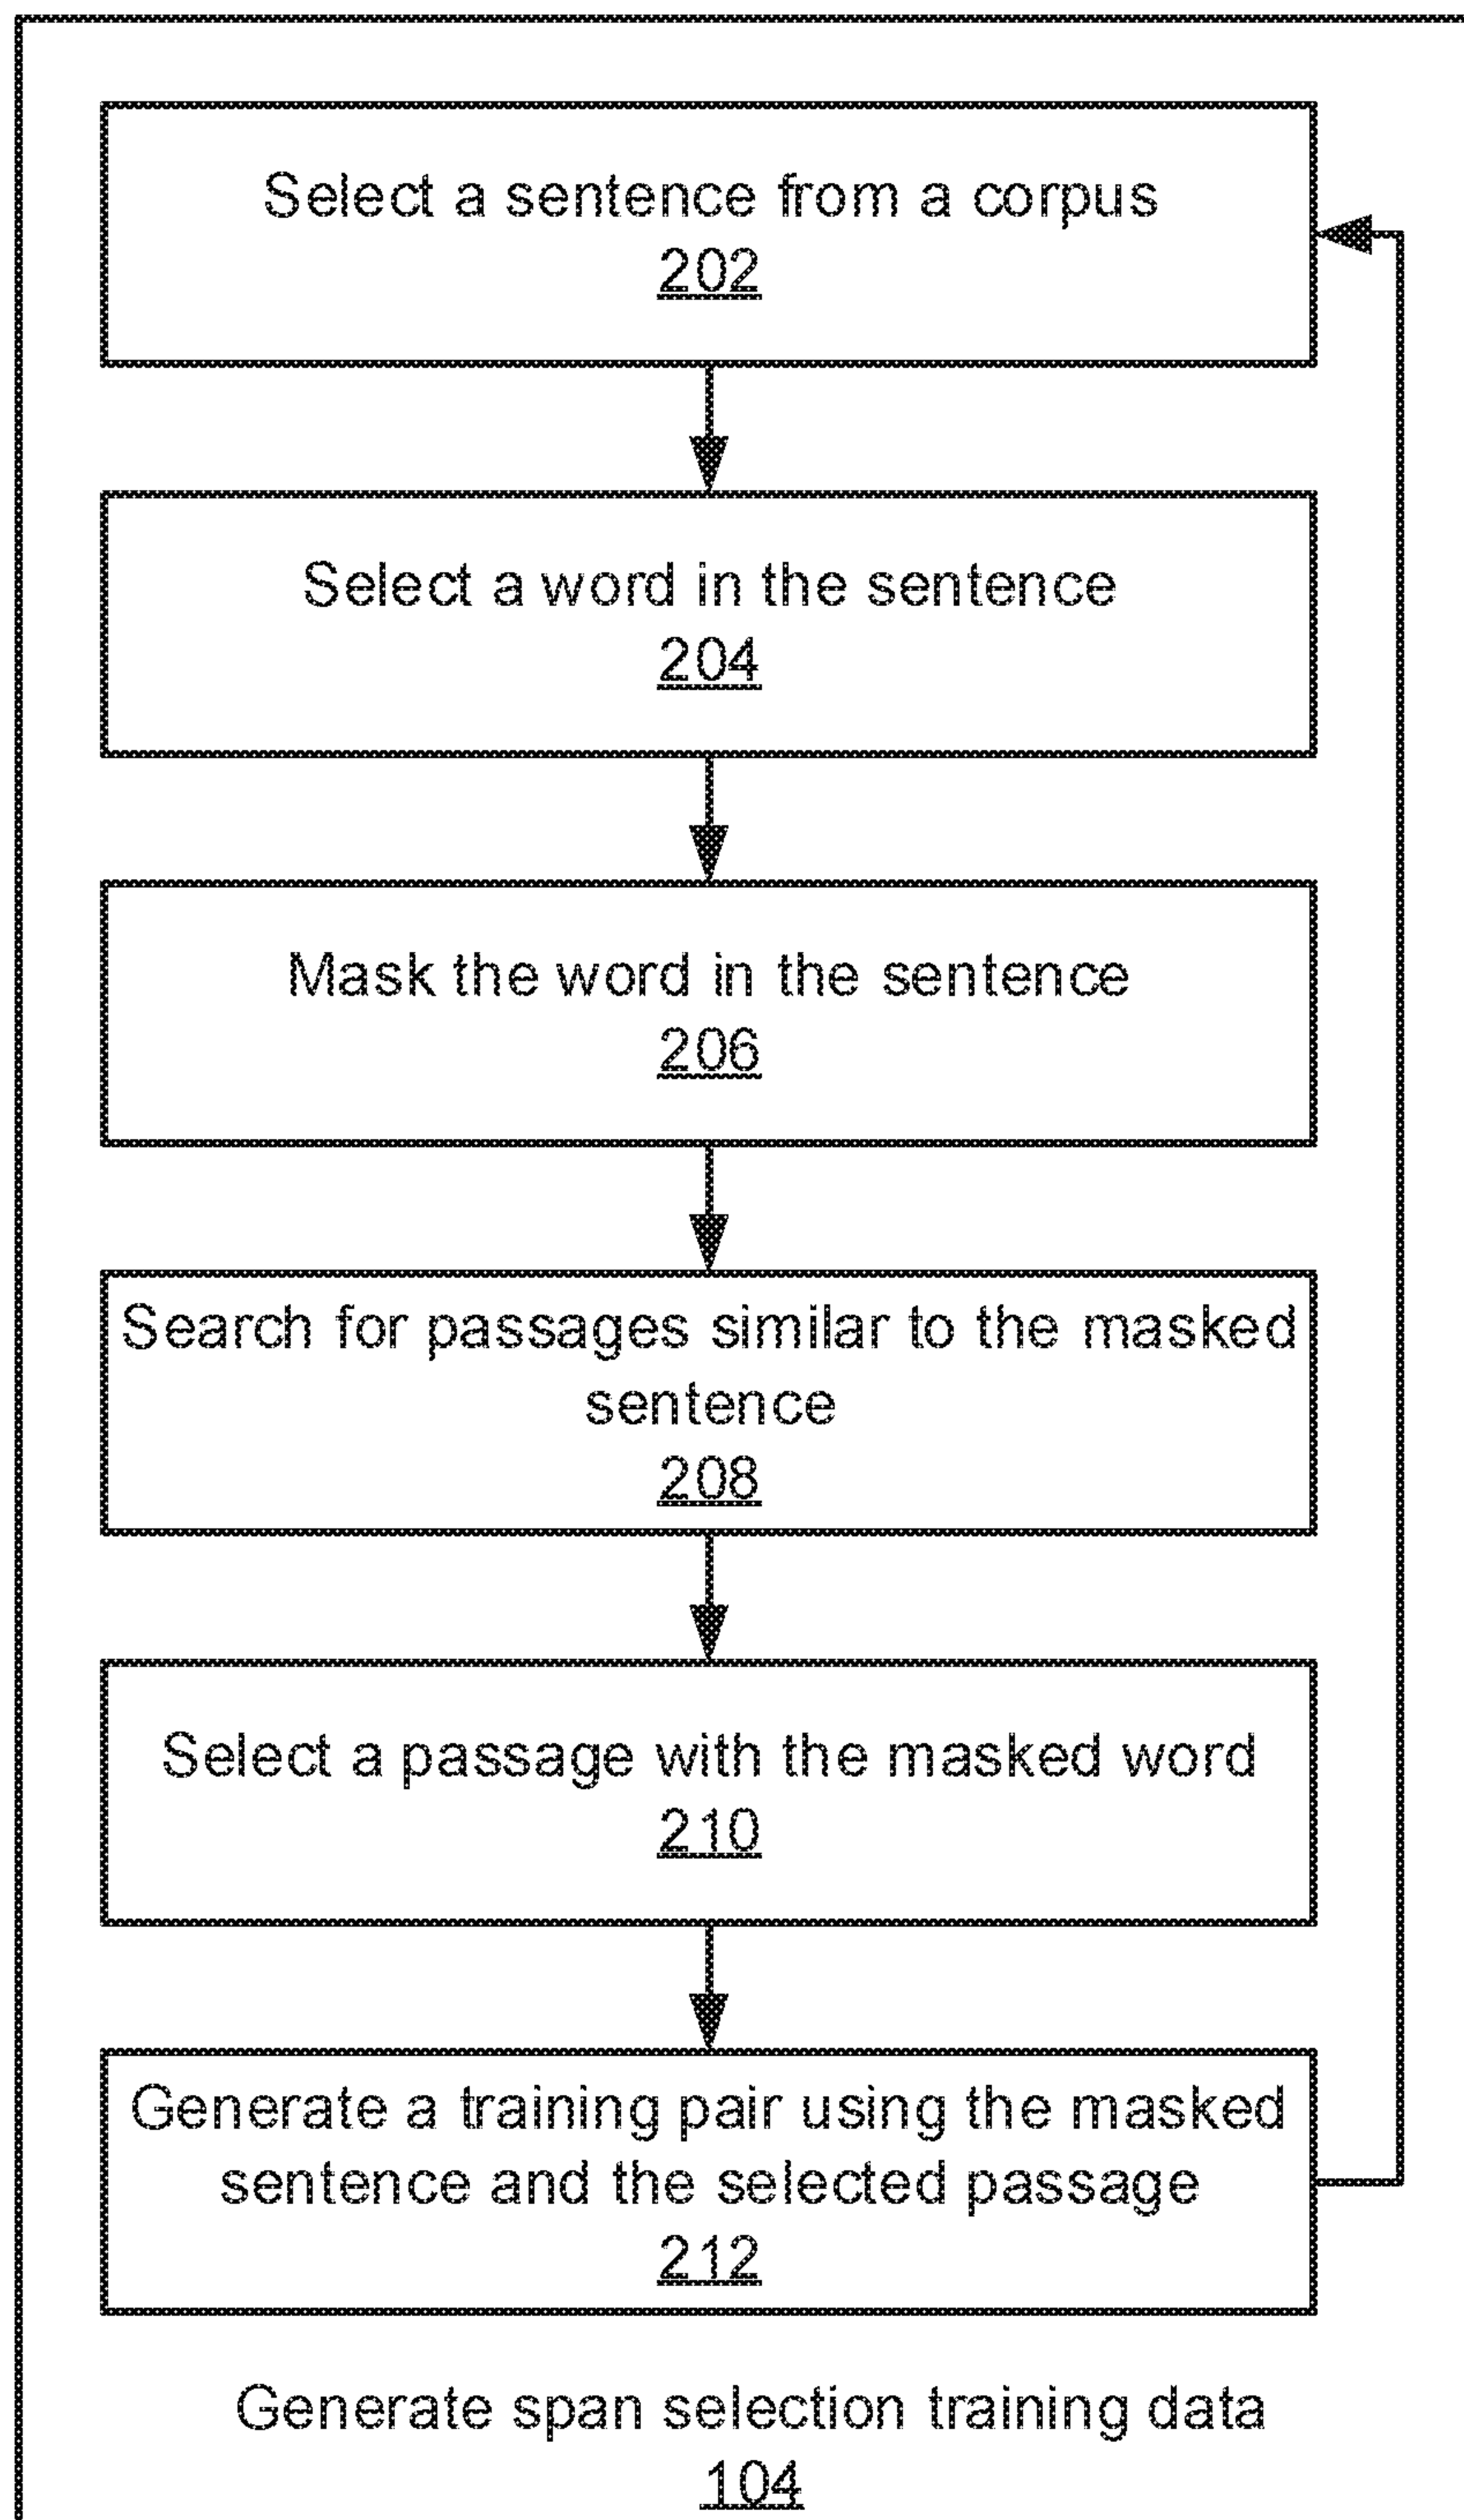 Select a sentence from a corpus
202
Select a word in the sentence
204
Mask the word in the sentence
206
Search for passages similar to the masked
sentence
208
Select a passage with the masked word
210
Generate a training pair using the masked
sentence and the selected passage
212
Generate span selection training data
104